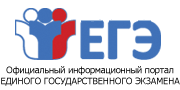 ЕГЭ
Официальный информационный портал
ЕДИНОГО ГОСУДАРСТВЕННОГО ЭКЗАМЕНА